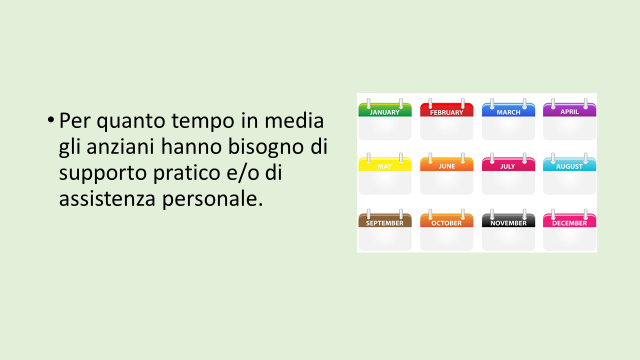 • Per quanto tempo in media
gli anziani hanno bisogno di
supporto pratico e/o di
assistenza personale.
JANUARY FEBRUARY MARCH APRIL
MAY JUNE JULY AUGUST
SEPTEMBER OCTOBER NOVEMBER DECEMBER